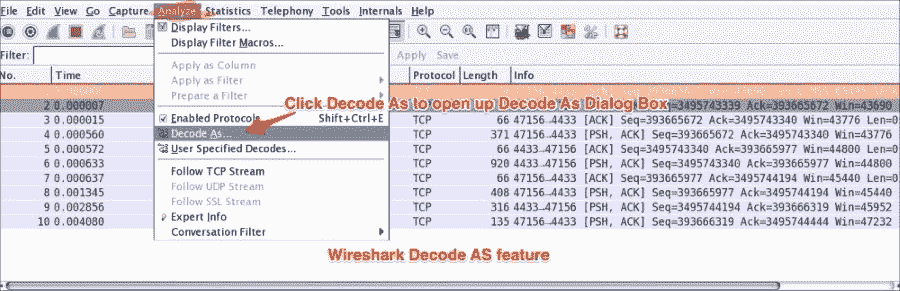 File Edit View Go Capture Analyze Statistics Telephony Tools Internals Help
Display Filters...
Display Filter Macros...
Filter: Apply Save
Apply as Column
Apply as Filter
Prepare a Filter
Enabled Protocols Shift+Ctrl+E
Decode As...
User Specified Decodes...
Follow TCP Stream
Follow UDP Stream
Follow SSL Stream
Expert Info
Conversation Filter
Click Decode As to open up Decode As Dialog Box
No. Time Protocol Length Info
2 0.000007 Seq=3495743339 Ack=393665672 Win=43690
3 0.000015 TCP 66 47156→4433 [ACK] Seq=393665672 Ack=3495743340 Win=43776 Len=0
4 0.000560 TCP 371 47156→4433 [PSH, ACK] Seq=393665672 Ack=3495743340 Win=43776
5 0.000572 TCP 66 4433→47156 [ACK] Seq=3495743340 Ack=393665977 Win=44800 Len=0
6 0.000633 TCP 920 4433→47156 [PSH, ACK] Seq=3495743340 Ack=393665977 Win=44800
7 0.000637 TCP 66 47156→4433 [ACK] Seq=393665977 Ack=3495744194 Win=45440 Len=0
8 0.001345 TCP 408 47156→4433 [PSH, ACK] Seq=393665977 Ack=3495744194 Win=45440
9 0.002856 TCP 316 4433→47156 [PSH, ACK] Seq=3495744194 Ack=393666319 Win=45952
10 0.004080 TCP 135 47156→4433 [PSH, ACK] Seq=393666319 Ack=3495744444 Win=47232
Wireshark Decode AS feature